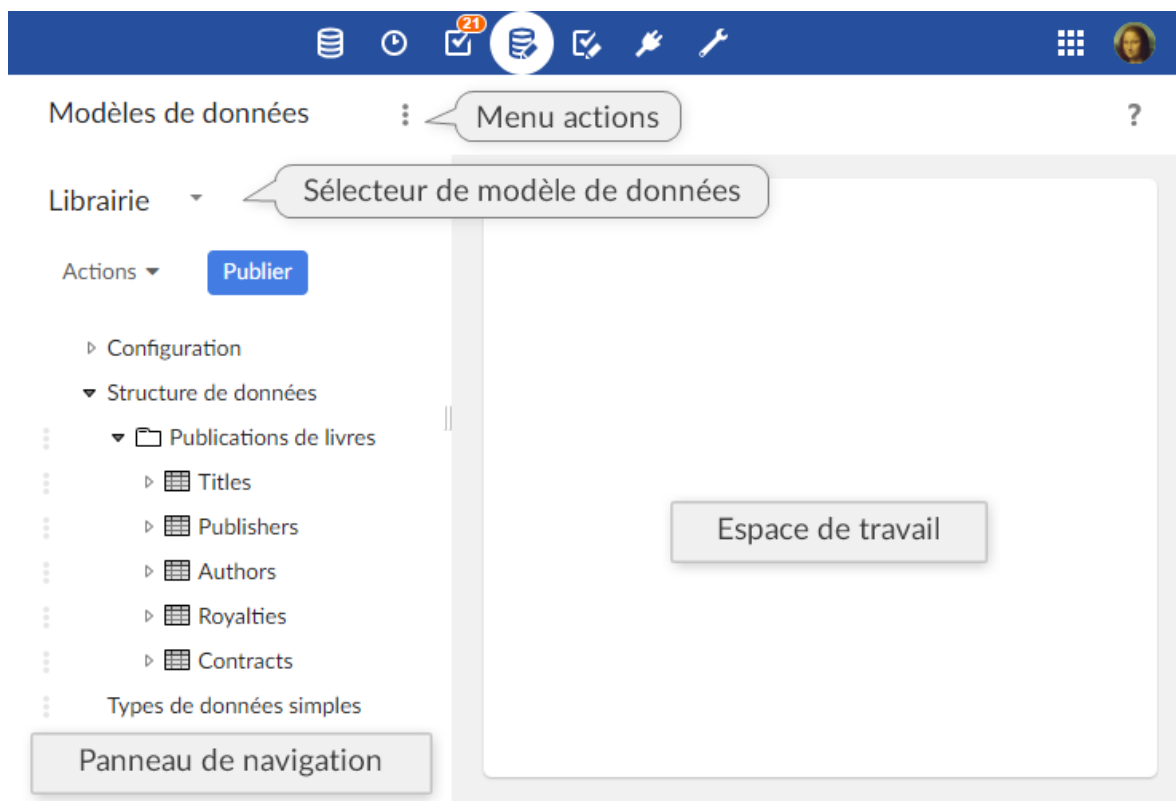 21
Modèles de données
Menu actions
?
Librairie
Sélecteur de modèle de données
Actions
Publier
Configuration
Structure de données
Publications de livres
Titles
Publishers
Espace de travail
Authors
Royalties
Contracts
Types de données simples
Panneau de navigation